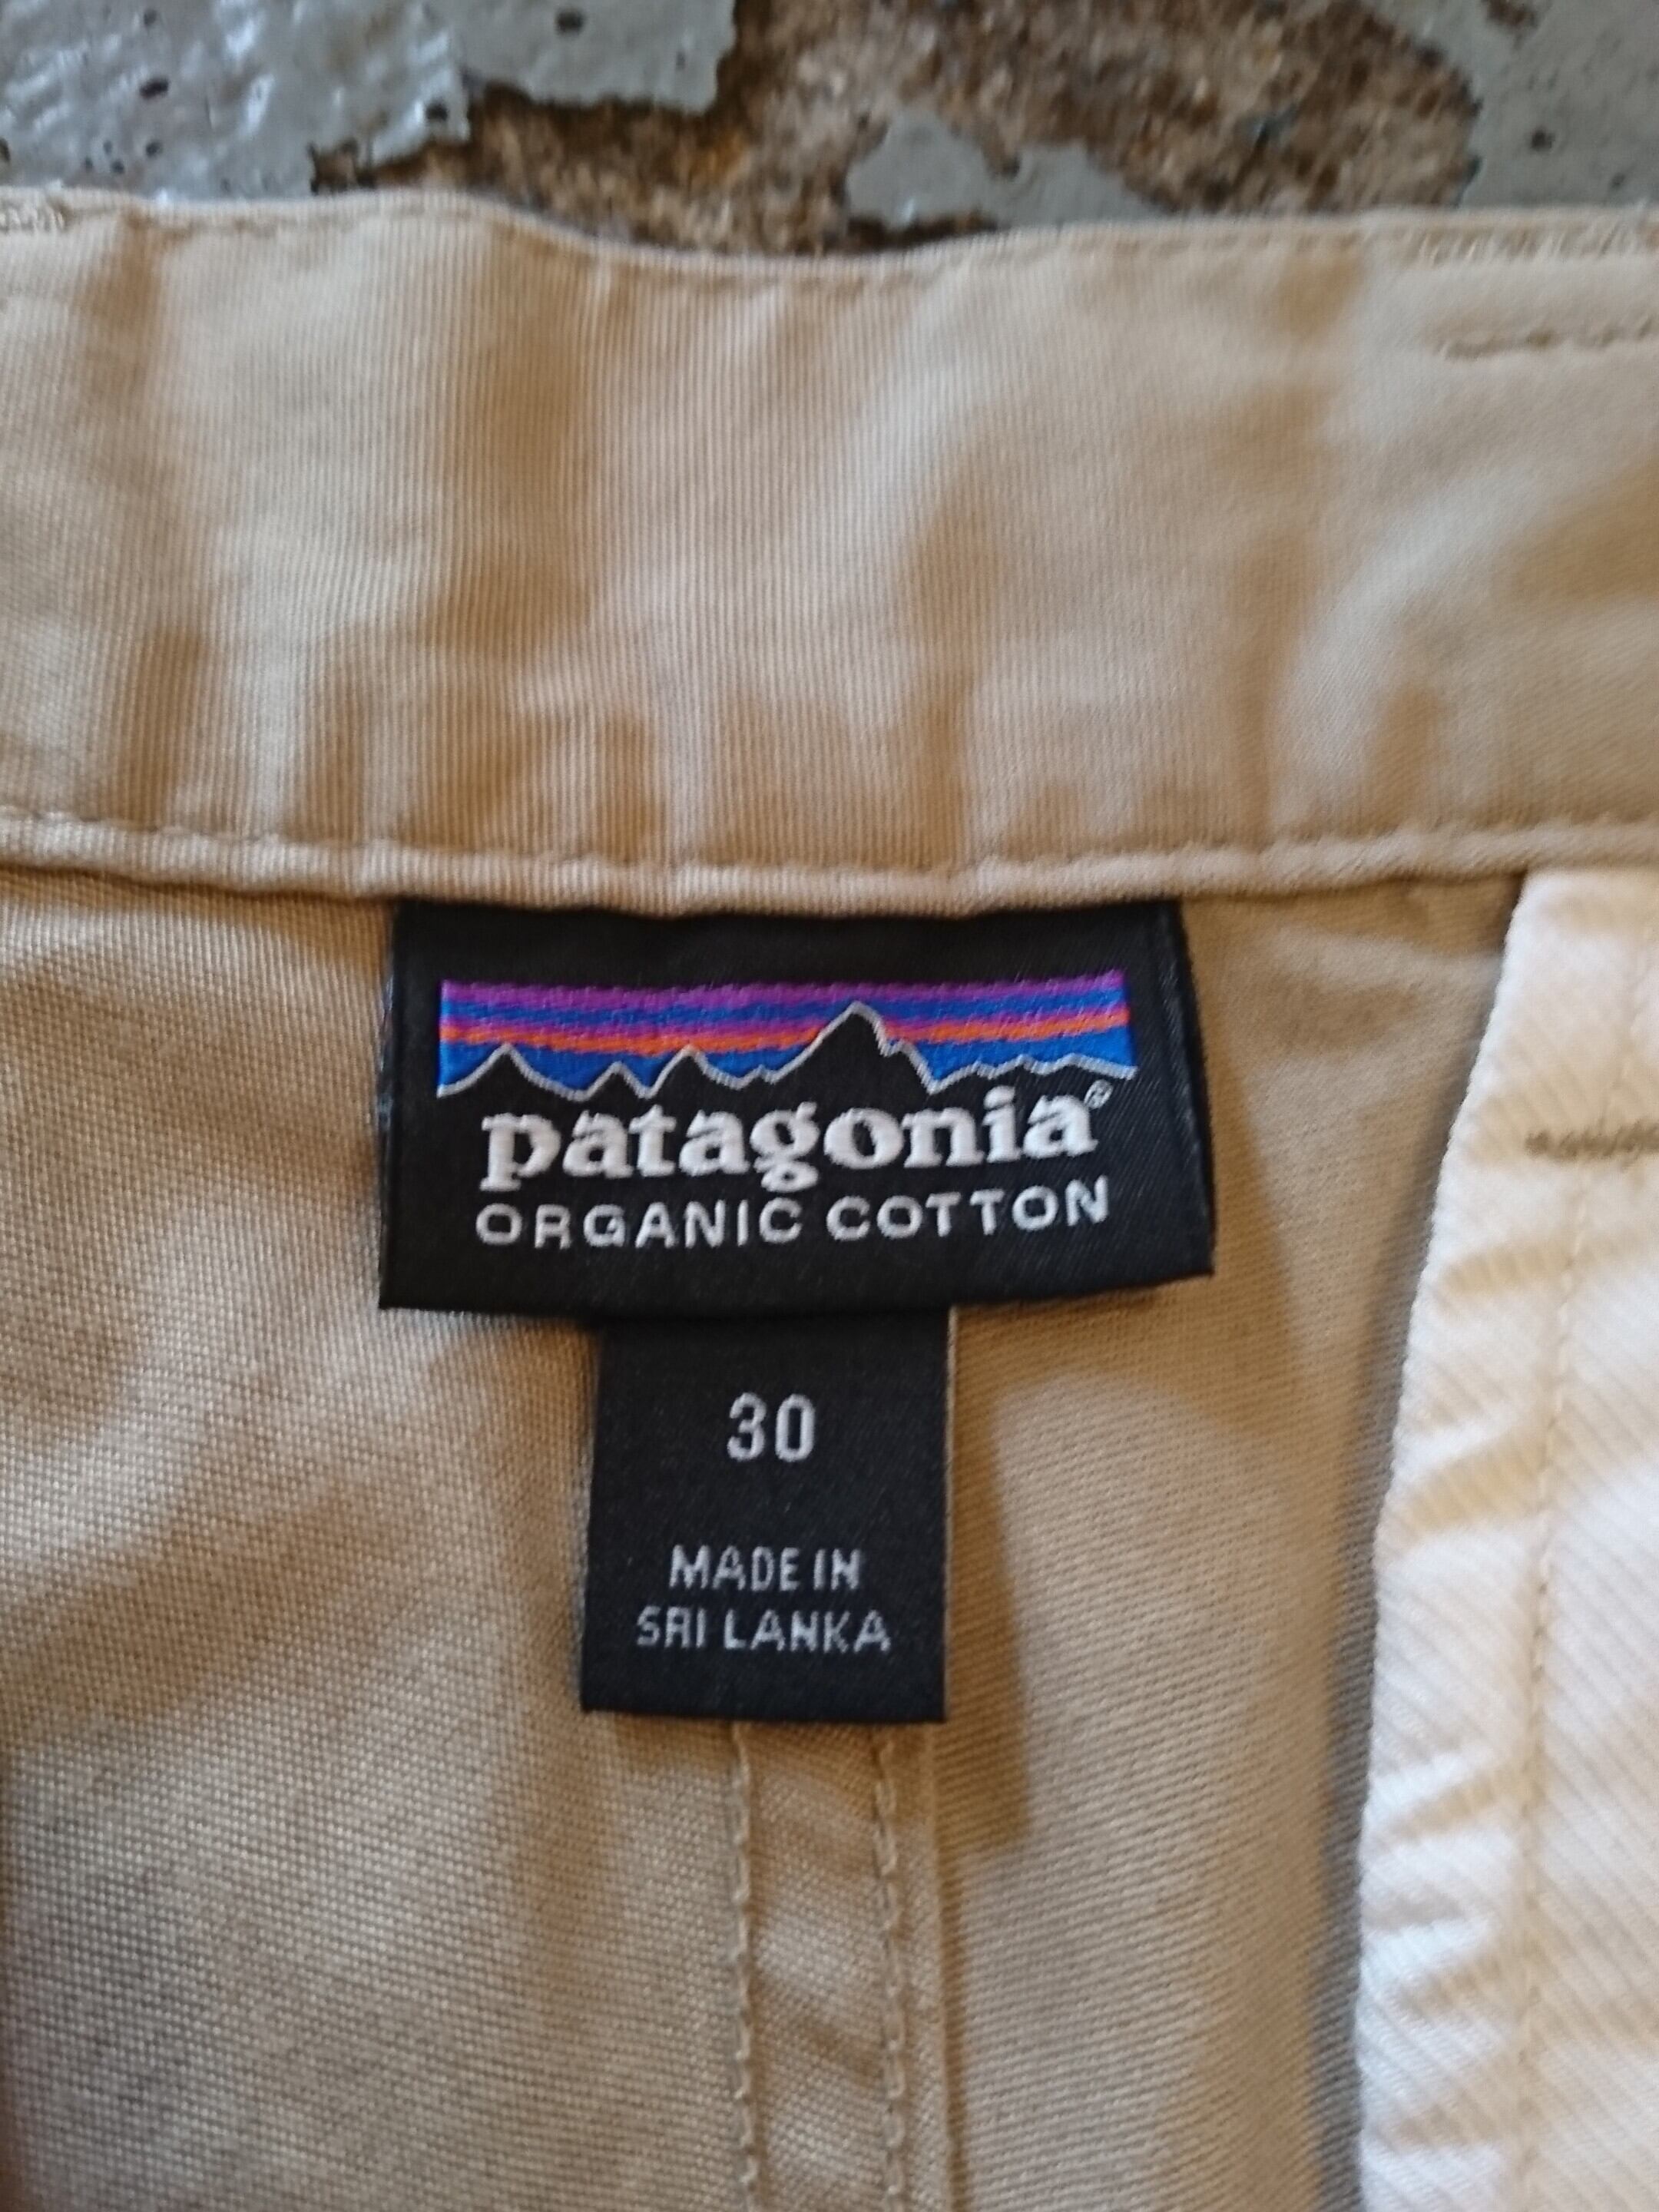 patagonia®
ORGANIC COTTON
30
MADE IN
SRI LANKA